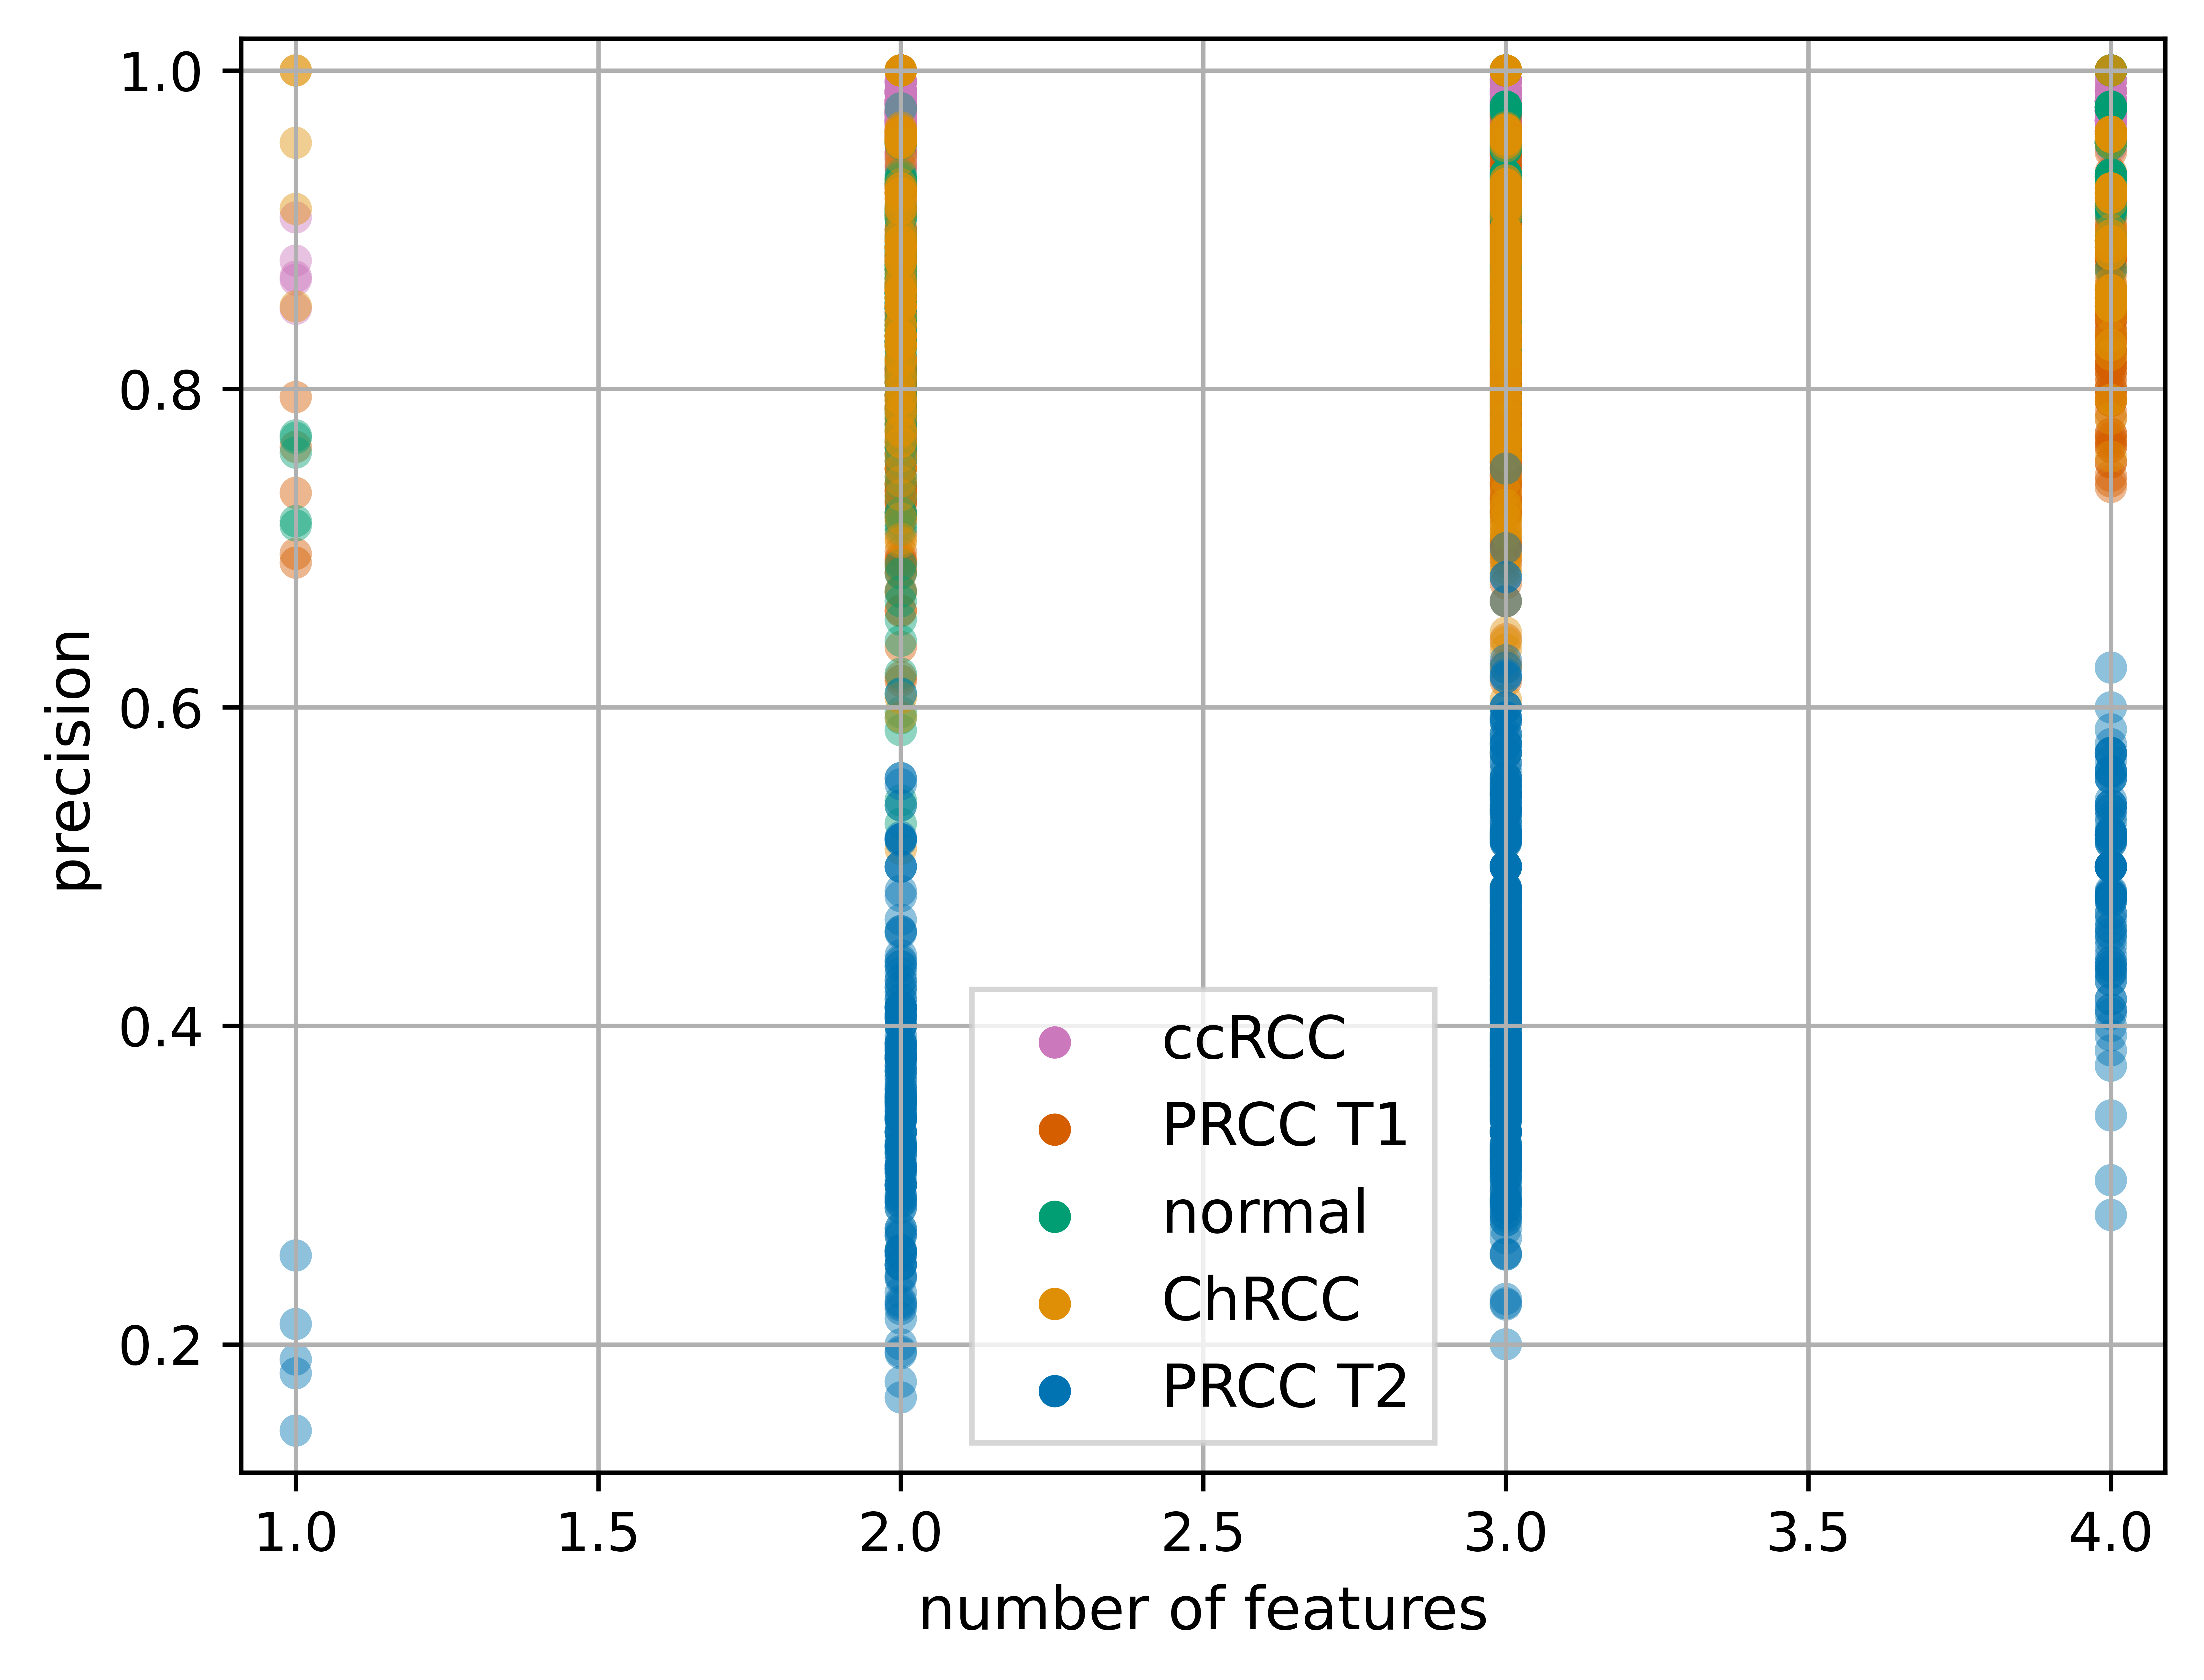 1.0
0.8
0.6
0.4
0.2
precision
ccRCC
PRCC T1
normal
ChRCC
PRCC T2
1.0 1.5 2.0 2.5 3.0 3.5 4.0
number of features